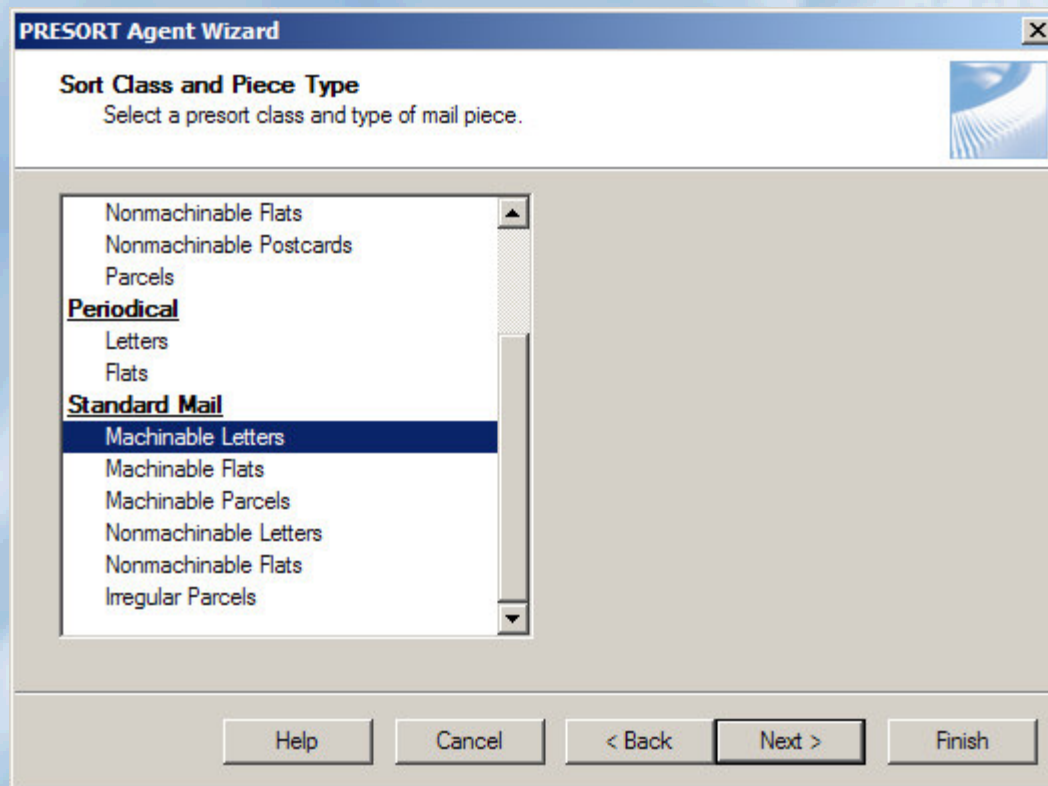 PRESORT Agent Wizard
Sort Class and Piece Type
Select a presort class and type of mail piece.
Nonmachinable Flats
Nonmachinable Postcards
Parcels
Periodical
Letters
Flats
Standard Mail
Machinable Letters
Machinable Flats
Machinable Parcels
Nonmachinable Letters
Nonmachinable Flats
Irregular Parcels
Help
Cancel
< Back
Next >
Finish